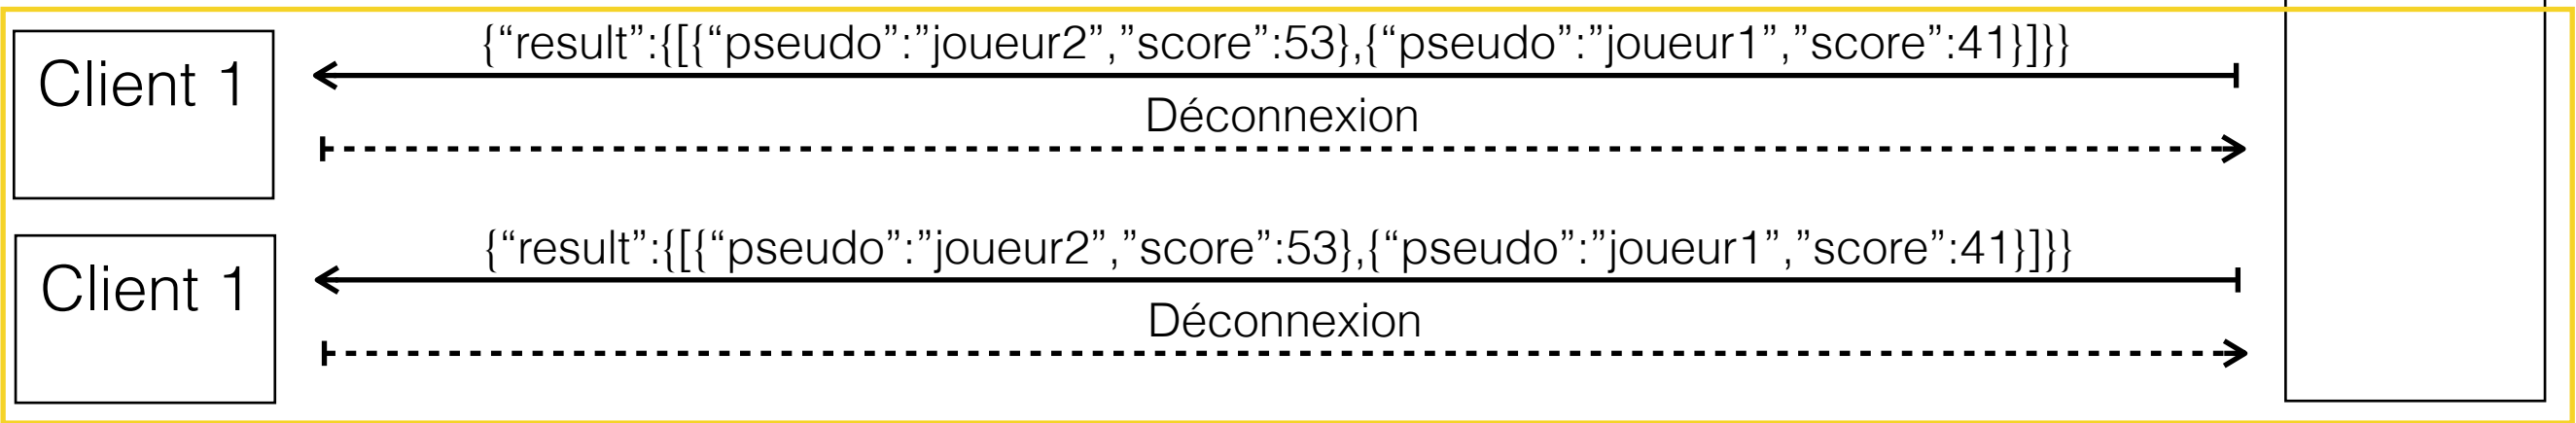 {“result”:{[{“pseudo”:”joueur2”,”score”:53},{“pseudo”:”joueur1”,”score”:41}]}}
Client 1
Déconnexion
{“result”:{[{“pseudo”:”joueur2”,”score”:53},{“pseudo”:”joueur1”,”score”:41}]}}
Client 1
Déconnexion